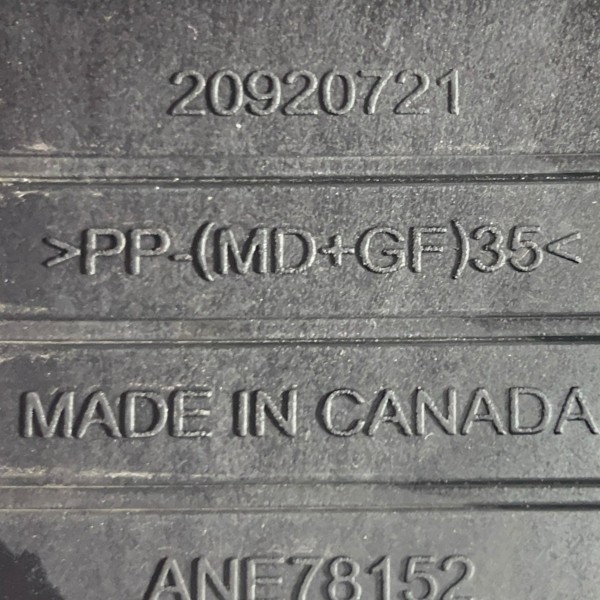 20920721
>PP-(MD+GF)35<
MADE IN CANADA
ANE78152